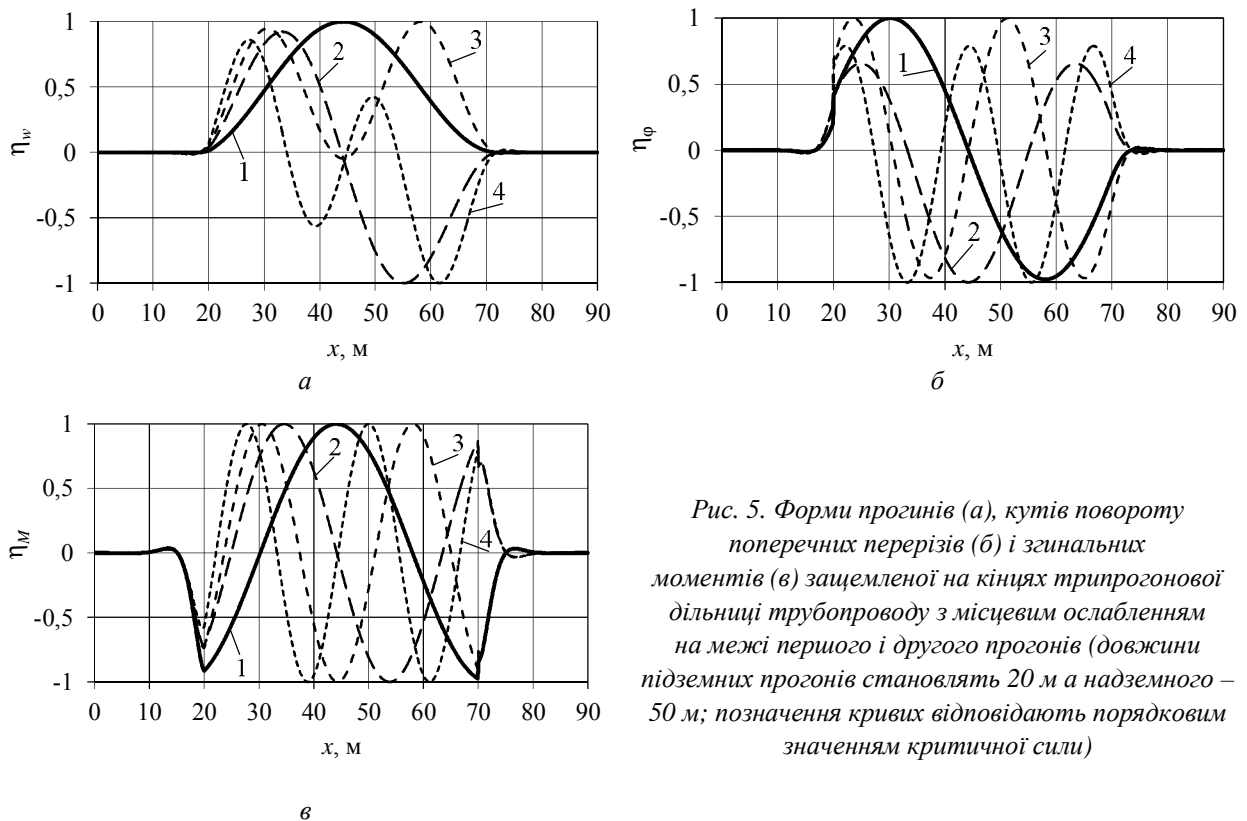 1
0,5
0
-0,5
-1
η_w
0 10 20 30 40 50 60 70 80 90
x, м
1
2
3
4
а
1
0,5
0
-0,5
-1
η_φ
0 10 20 30 40 50 60 70 80 90
x, м
1
2
3
4
б
1
0,5
0
-0,5
-1
η_M
0 10 20 30 40 50 60 70 80 90
x, м
1
2
3
4
в
Рис. 5. Форми прогинів (а), кутів повороту
поперечних перерізів (б) і згинальних
моментів (в) защемленої на кінцях трипрогонової
дільниці трубопроводу з місцевим ослабленням
на межі першого і другого прогонів (довжини
підземних прогонів становлять 20 м а надземного –
50 м; позначення кривих відповідають порядковим
значенням критичної сили)